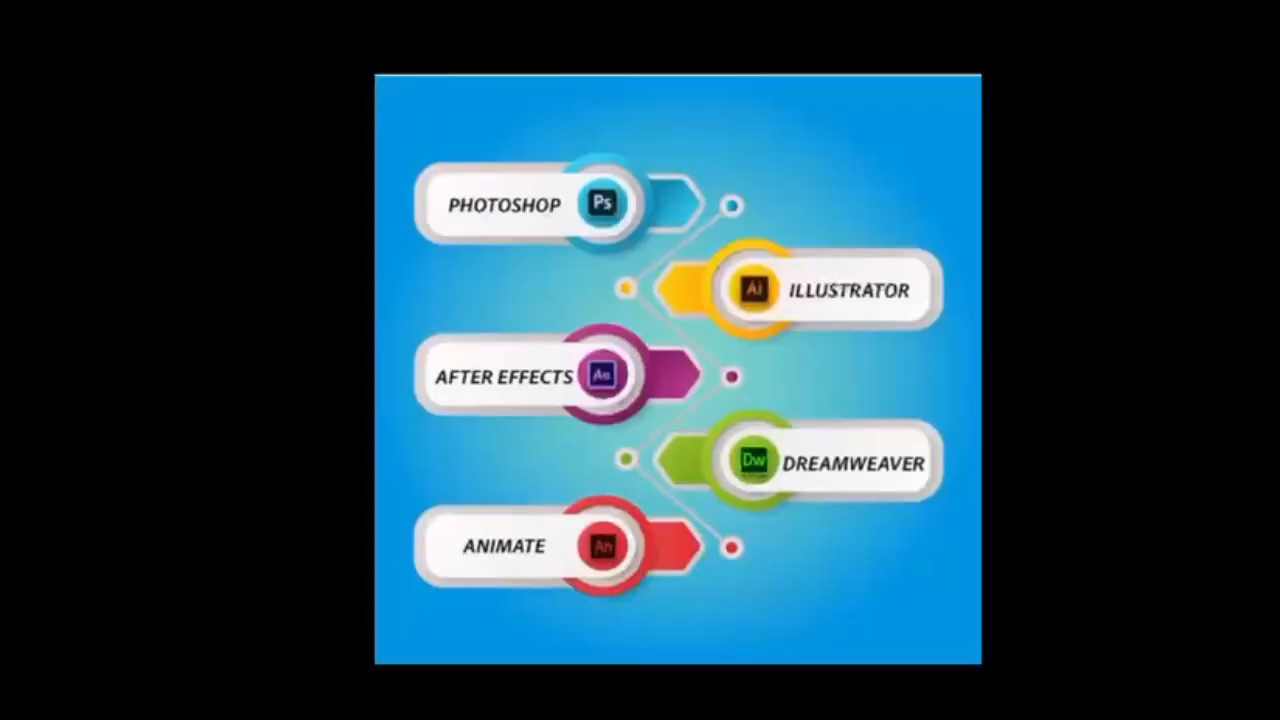 PHOTOSHOP Ps
Ai ILLUSTRATOR
AFTER EFFECTS Ae
Dw DREAMWEAVER
ANIMATE An